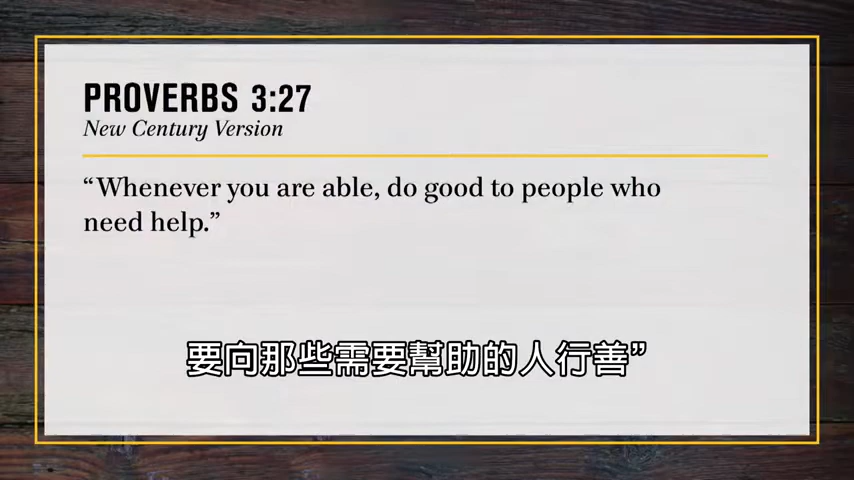 PROVERBS 3:27
New Century Version
“Whenever you are able, do good to people who
need help.”
要向那些需要幫助的人行善”